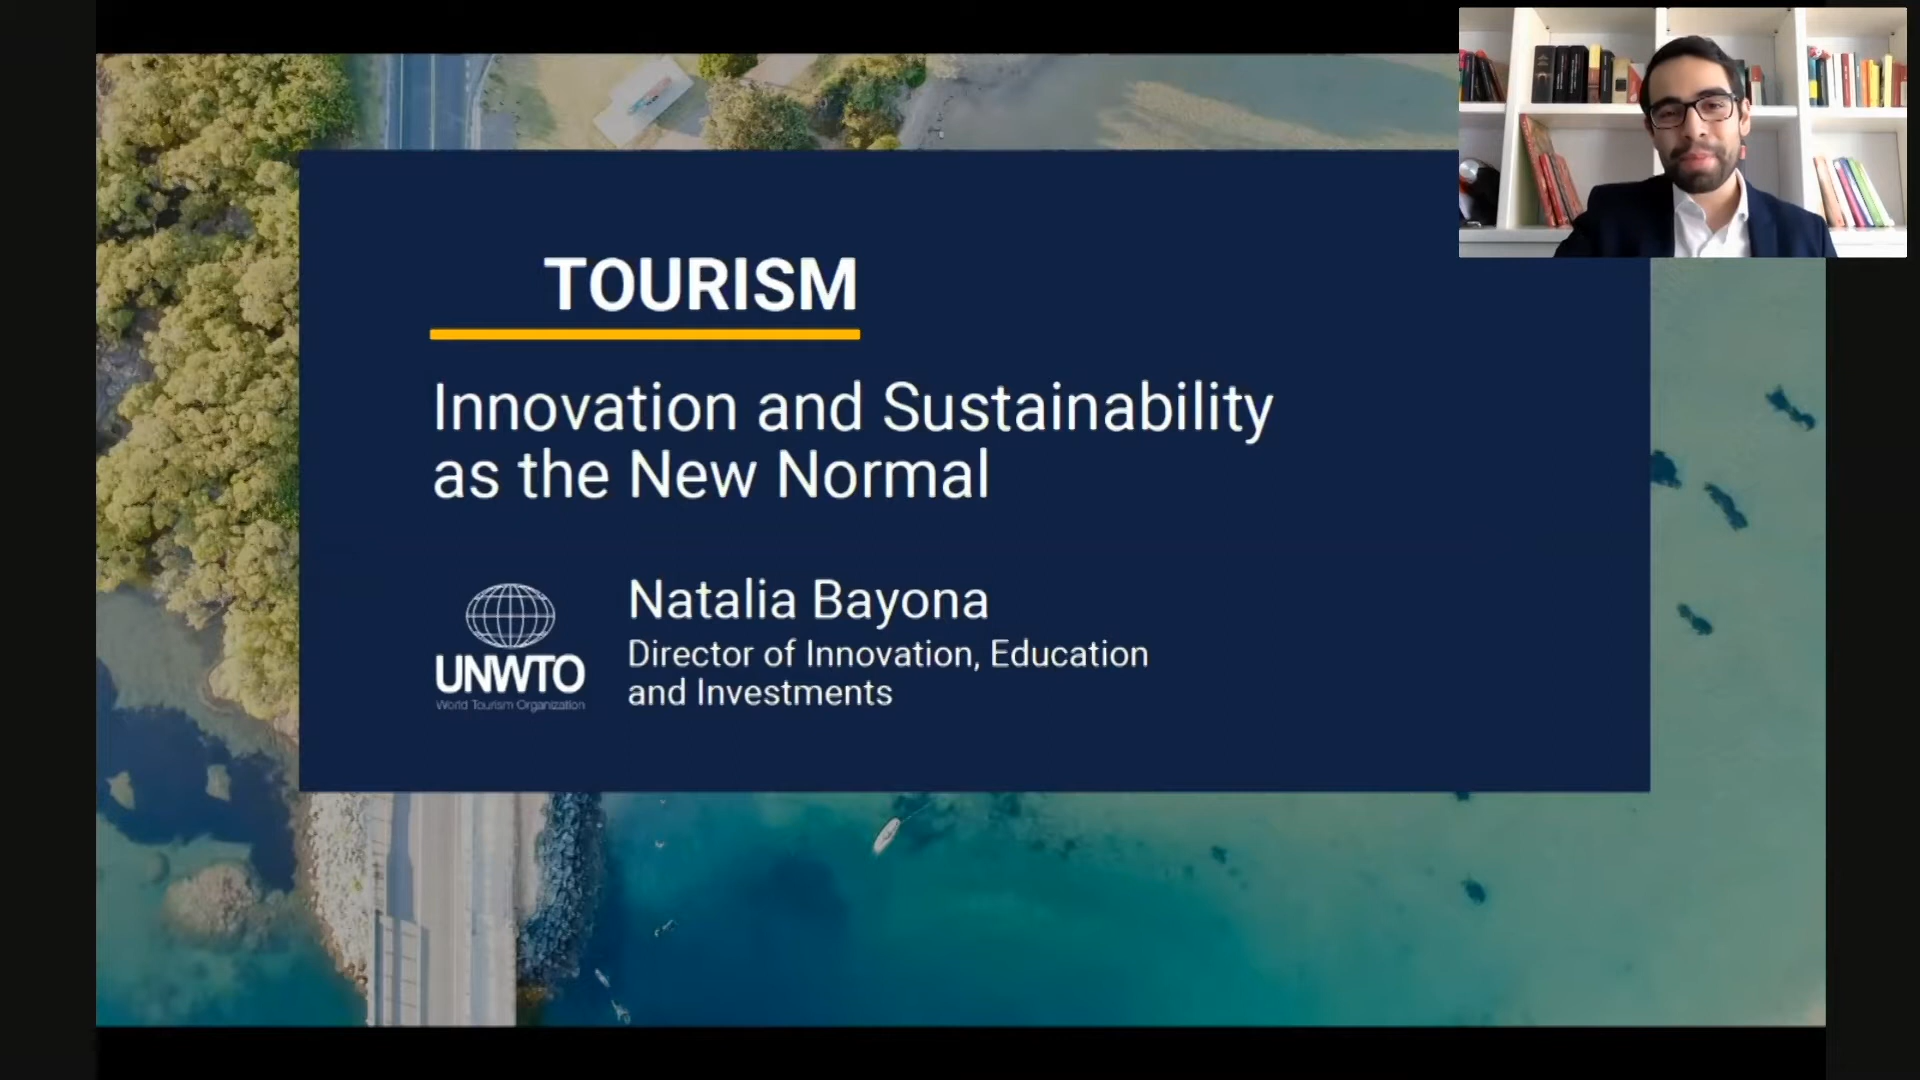 TOURISM
Innovation and Sustainability
as the New Normal
Natalia Bayona
Director of Innovation, Education
and Investments
UNWTO
World Tourism Organization